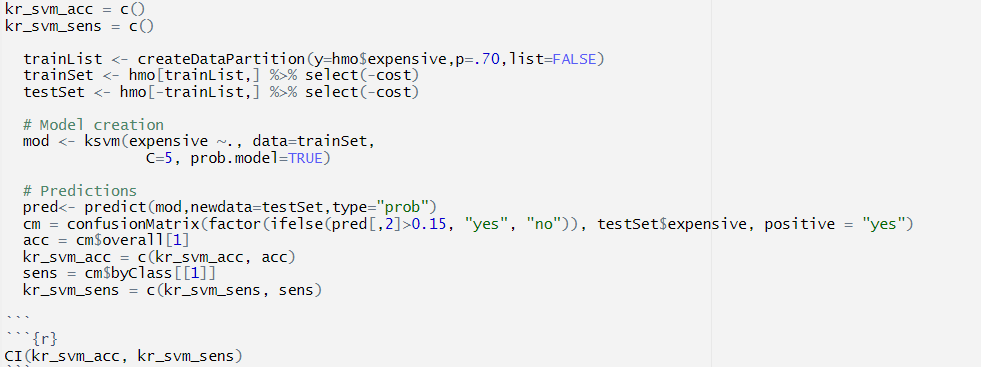 kr_svm_acc = c()
kr_svm_sens = c()
trainList <- createDataPartition(y=hmo$expensive,p=.70,list=FALSE)
trainSet <- hmo[trainList,] %>% select(-cost)
testSet <- hmo[-trainList,] %>% select(-cost)
# Model creation
mod <- ksvm(expensive ~., data=trainSet,
C=5, prob.model=TRUE)
# Predictions
pred<- predict(mod,newdata=testSet,type="prob")
cm = confusionMatrix(factor(ifelse(pred[,2]>0.15, "yes", "no")), testSet$expensive, positive = "yes")
acc = cm$overall[1]
kr_svm_acc = c(kr_svm_acc, acc)
sens = cm$byClass[[1]]
kr_svm_sens = c(kr_svm_sens, sens)
```
```{r}
CI(kr_svm_acc, kr_svm_sens)
```